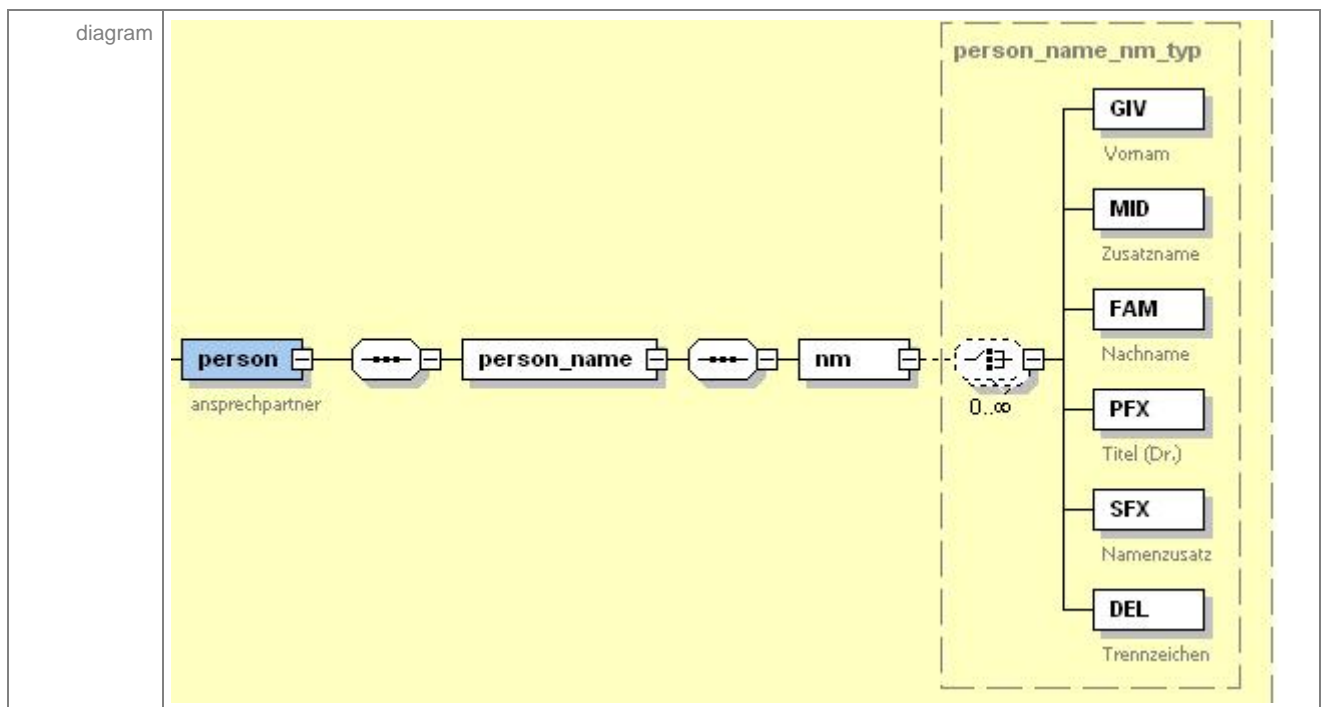 diagram
person_name_nm_typ
GIV
Vornam
MID
Zusatzname
FAM
Nachname
person
ansprechpartner
person_name
nm
0..∞
PFX
Titel (Dr.)
SFX
Namenzusatz
DEL
Trennzeichen